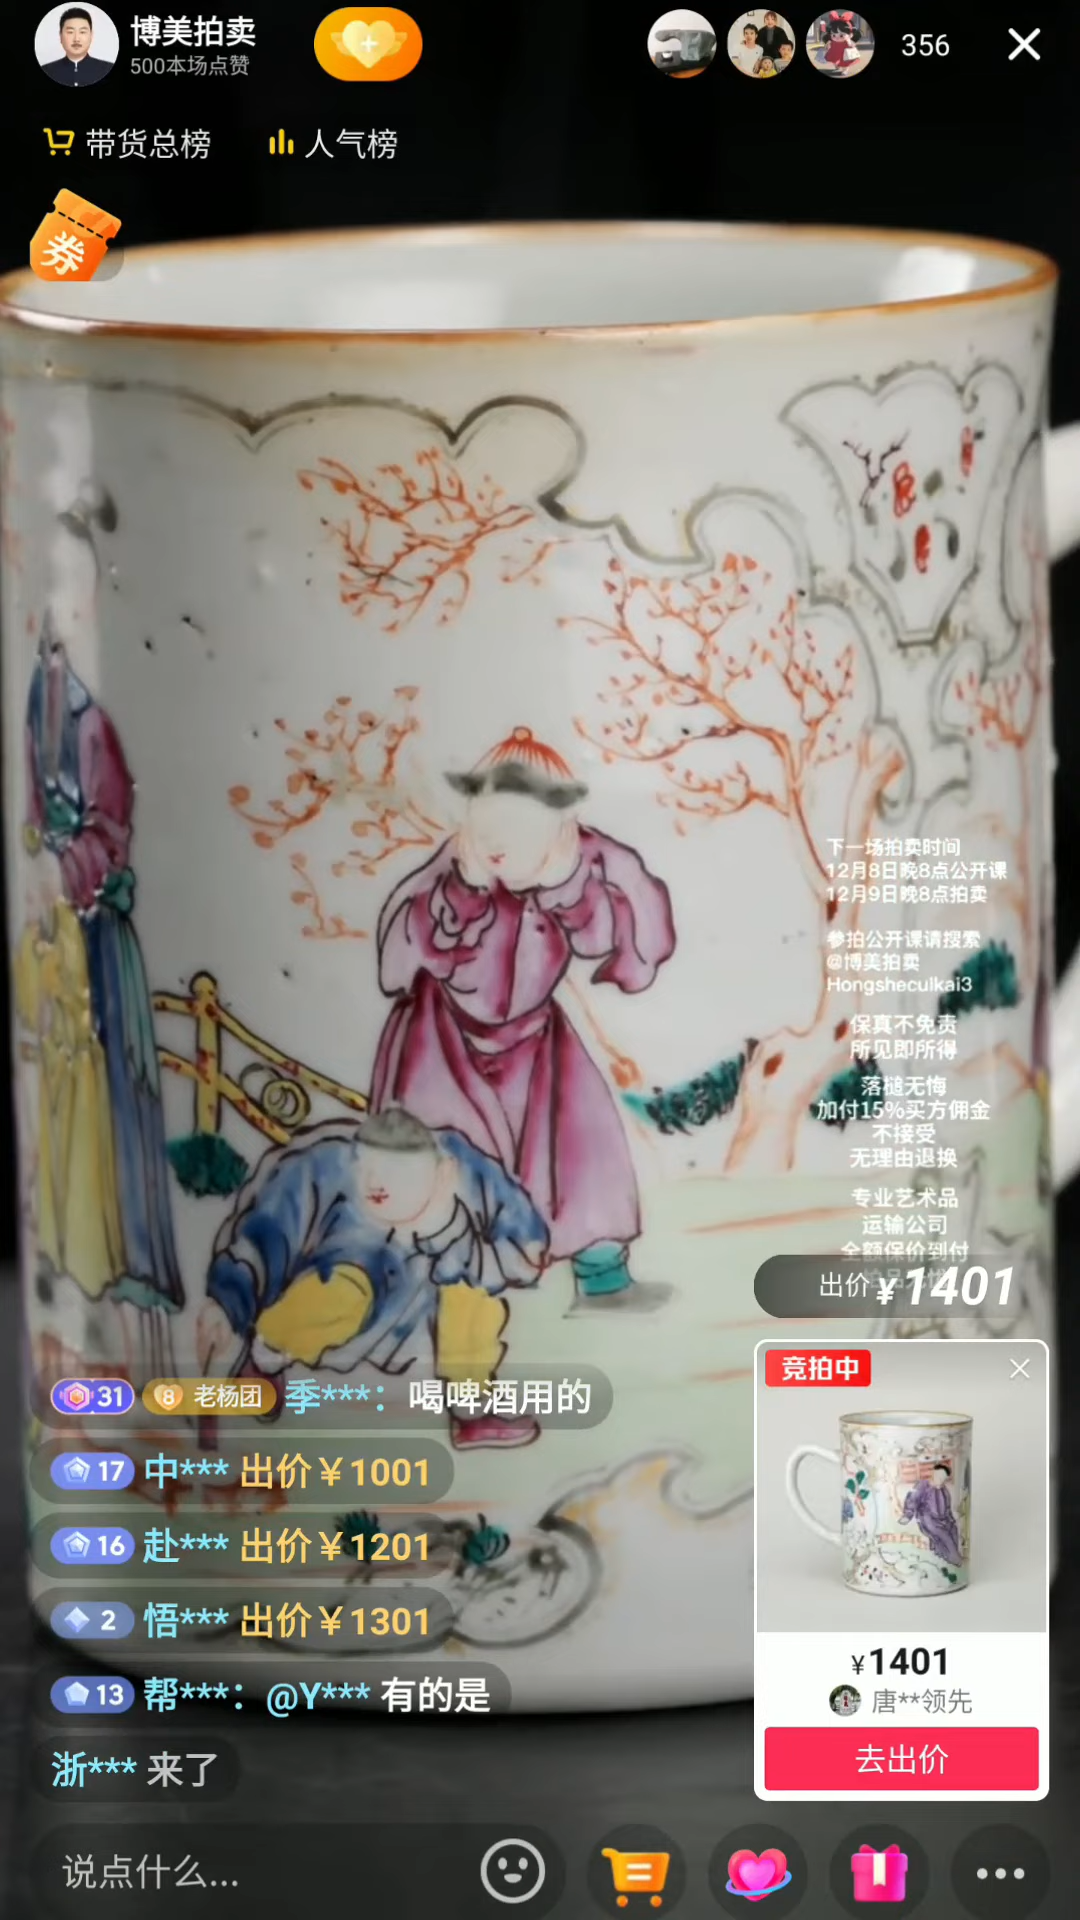 博美拍卖
500本场点赞
356
带货总榜
人气榜
券
下一场拍卖时间
12月8日晚8点公开课
12月9日晚8点拍卖
参拍公开课请搜索
@博美拍卖
Hongshecuikai3
保真不免责
所见即所得
落槌无悔
加付15%买方佣金
不接受
无理由退换
专业艺术品
运输公司
全额保价到付
出价 ¥1401
竞拍中
31 8 老杨团 季***：喝啤酒用的
17 中*** 出价¥1001
16 赴*** 出价¥1201
2 悟*** 出价¥1301
13 帮***：@Y*** 有的是
浙*** 来了
¥1401
唐**领先
去出价
说点什么...